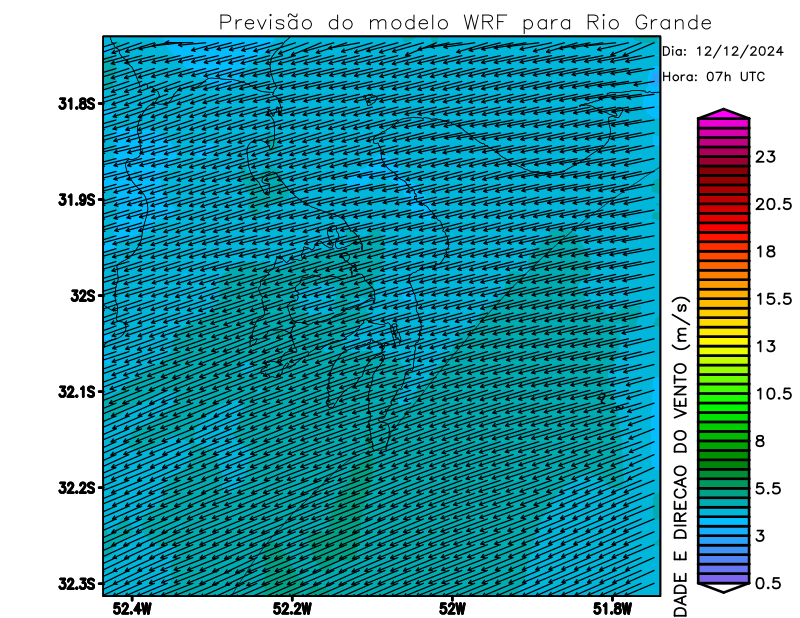 Previsão do modelo WRF para Rio Grande
Dia: 12/12/2024
Hora: 07h UTC
31.8S
31.9S
32S
32.1S
32.2S
32.3S
52.4W
52.2W
52W
51.8W
DADE E DIRECAO DO VENTO (m/s)
23
20.5
18
15.5
13
10.5
8
5.5
3
0.5